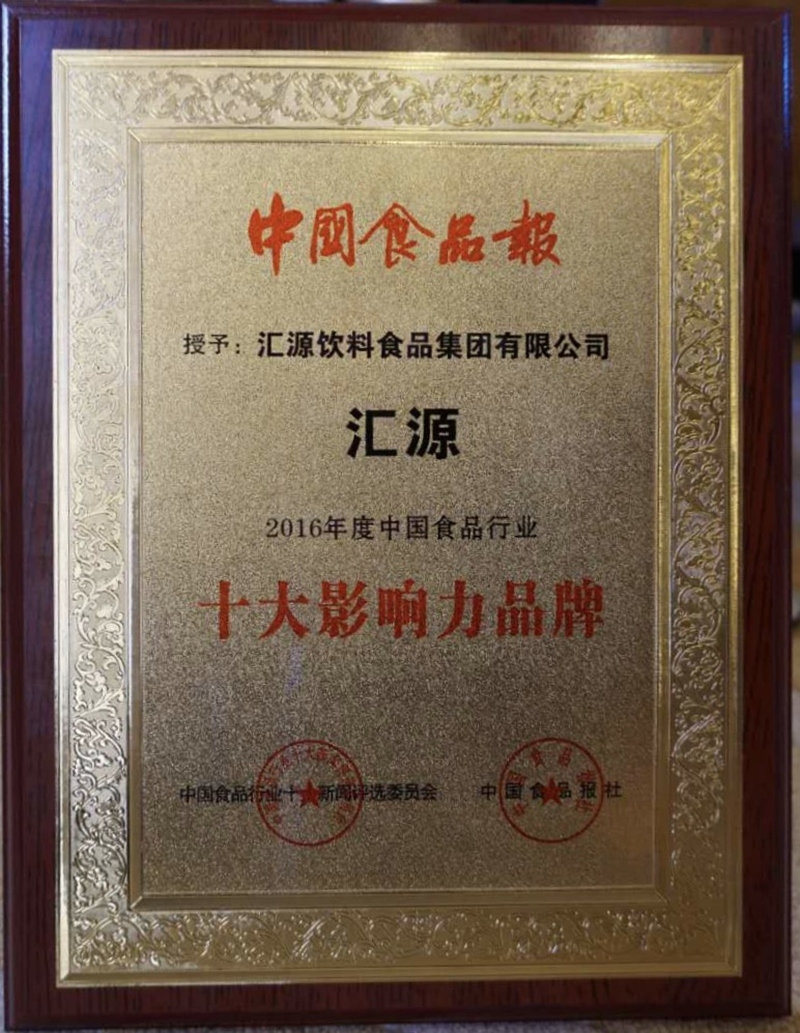 中國食品報
授予：汇源饮料食品集团有限公司
汇源
2016年度中国食品行业
十大影响力品牌
中国食品行业十大新闻评选委员会
中国食品报社